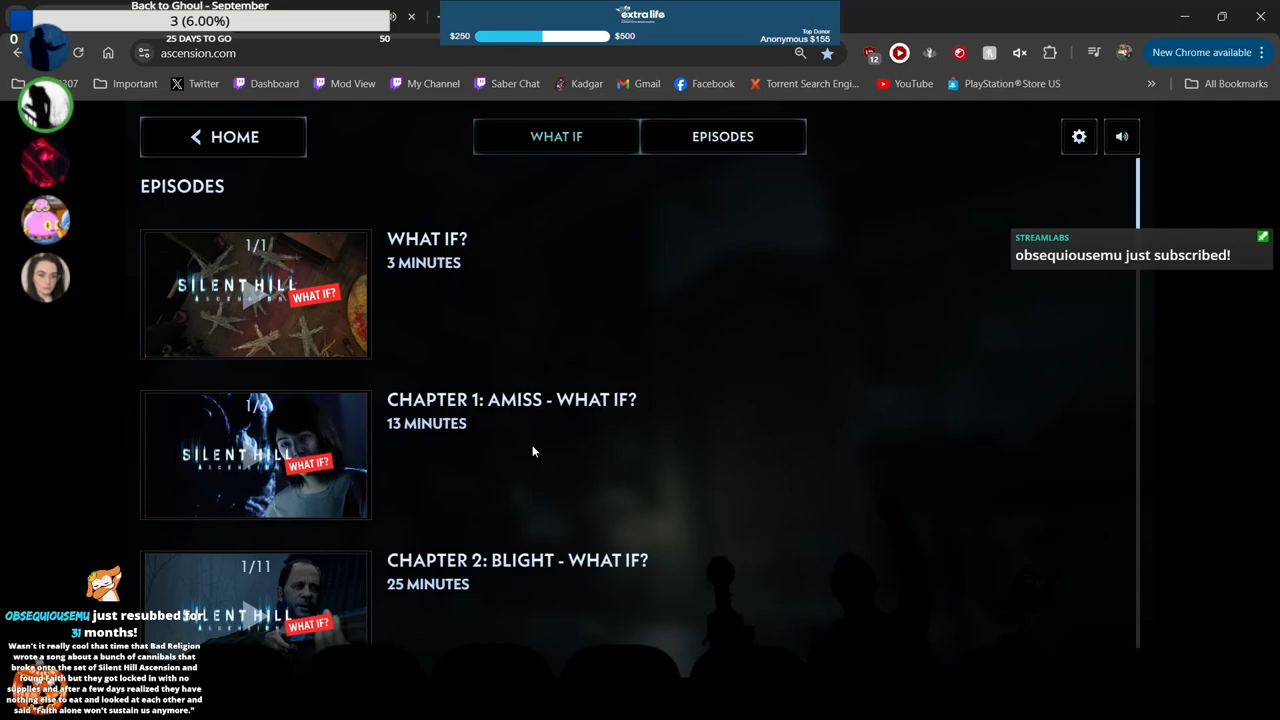 Back to Ghoul - September
3 (6.00%)
0
25 DAYS TO GO
50
extra life
$250
$500
Top Donor
Anonymous $155
ascension.com
12
New Chrome available
307
Important
Twitter
Dashboard
Mod View
My Channel
Saber Chat
Kadgar
Gmail
Facebook
Torrent Search Engi...
YouTube
PlayStation®Store US
All Bookmarks
HOME
WHAT IF
EPISODES
EPISODES
1/1
SILENT HILL
ASCENSION
WHAT IF?
WHAT IF?
3 MINUTES
STREAMLABS
obsequiousemu just subscribed!
1/6
SILENT HILL
ASCENSION
WHAT IF?
CHAPTER 1: AMISS - WHAT IF?
13 MINUTES
1/11
SILENT HILL
WHAT IF?
CHAPTER 2: BLIGHT - WHAT IF?
25 MINUTES
OBSEQUIOUSEMU just resubbed for
31 months!
Wasn't it really cool that time that Bad Religion
wrote a song about a bunch of cannibals that
broke onto the set of Silent Hill Ascension and
found Faith but they got locked in with no
supplies and after a few days realized they have
nothing else to eat and looked at each other and
said "Faith alone won't sustain us anymore."